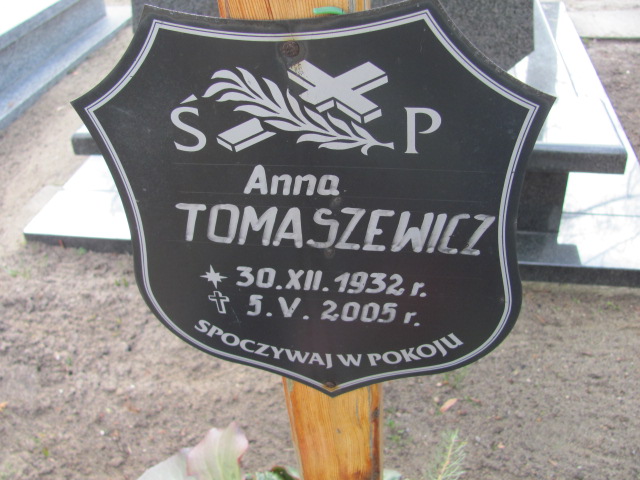 Ś P
Anna
TOMASZEWICZ
30.XII.1932 r.
5.V.2005 r.
SPOCZYWAJ W POKOJU